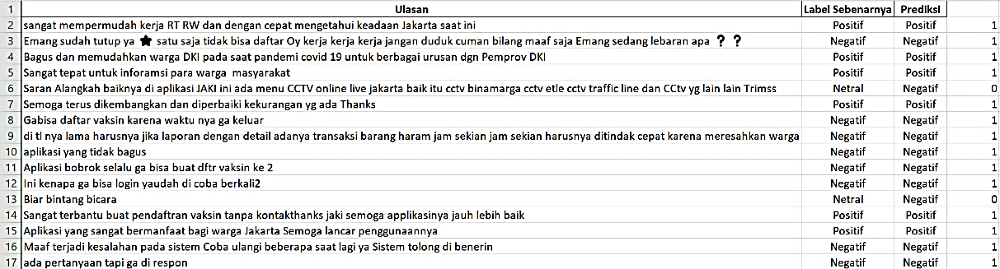 1 Ulasan Label Sebenarnya Prediksi
2 sangat mempermudah kerja RT RW dan dengan cepat mengetahui keadaan Jakarta saat ini Positif Positif 1
3 Emang sudah tutup ya ★ satu saja tidak bisa daftar Oy kerja kerja kerja jangan duduk cuman bilang maaf saja Emang sedang lebaran apa ❓ ❓ Negatif Negatif 1
4 Bagus dan memudahkan warga DKI pada saat pandemi covid 19 untuk berbagai urusan dgn Pemprov DKI Positif Positif 1
5 Sangat tepat untuk inforamsi para warga masyarakat Positif Positif 1
6 Saran Alangkah baiknya di aplikasi JAKI ini ada menu CCTV online live jakarta baik itu cctv binamarga cctv etle cctv traffic line dan CCtv yg lain lain Trimss Netral Negatif 0
7 Semoga terus dikembangkan dan diperbaiki kekurangan yg ada Thanks Positif Positif 1
8 Gabisa daftar vaksin karena waktu nya ga keluar Negatif Negatif 1
9 di tl nya lama harusnya jika laporan dengan detail adanya transaksi barang haram jam sekian jam sekian harusnya ditindak cepat karena meresahkan warga Negatif Negatif 1
10 aplikasi yang tidak bagus Negatif Negatif 1
11 Aplikasi bobrok selalu ga bisa buat dftr vaksin ke 2 Negatif Negatif 1
12 Ini kenapa ga bisa login yaudah di coba berkali2 Negatif Negatif 1
13 Biar bintang bicara Netral Negatif 0
14 Sangat terbantu buat pendaftran vaksin tanpa kontakthanks jaki semoga applikasinya jauh lebih baik Positif Positif 1
15 Aplikasi yang sangat bermanfaat bagi warga Jakarta Semoga lancar penggunaannya Positif Positif 1
16 Maaf terjadi kesalahan pada sistem Coba ulangi beberapa saat lagi ya Sistem tolong di benerin Negatif Negatif 1
17 ada pertanyaan tapi ga di respon Negatif Negatif 1